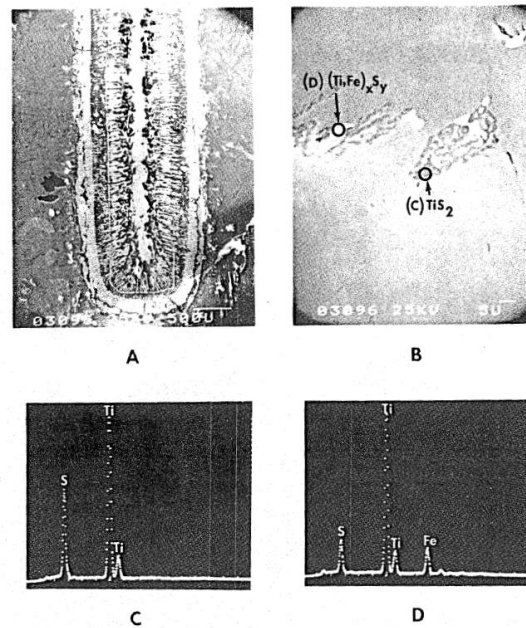 (D) (Ti,Fe)xSy
(C) TiS2
03096 500U
03096 25KV 5U
A
B
Ti
S
Ti
Ti
S
Ti
Fe
C
D